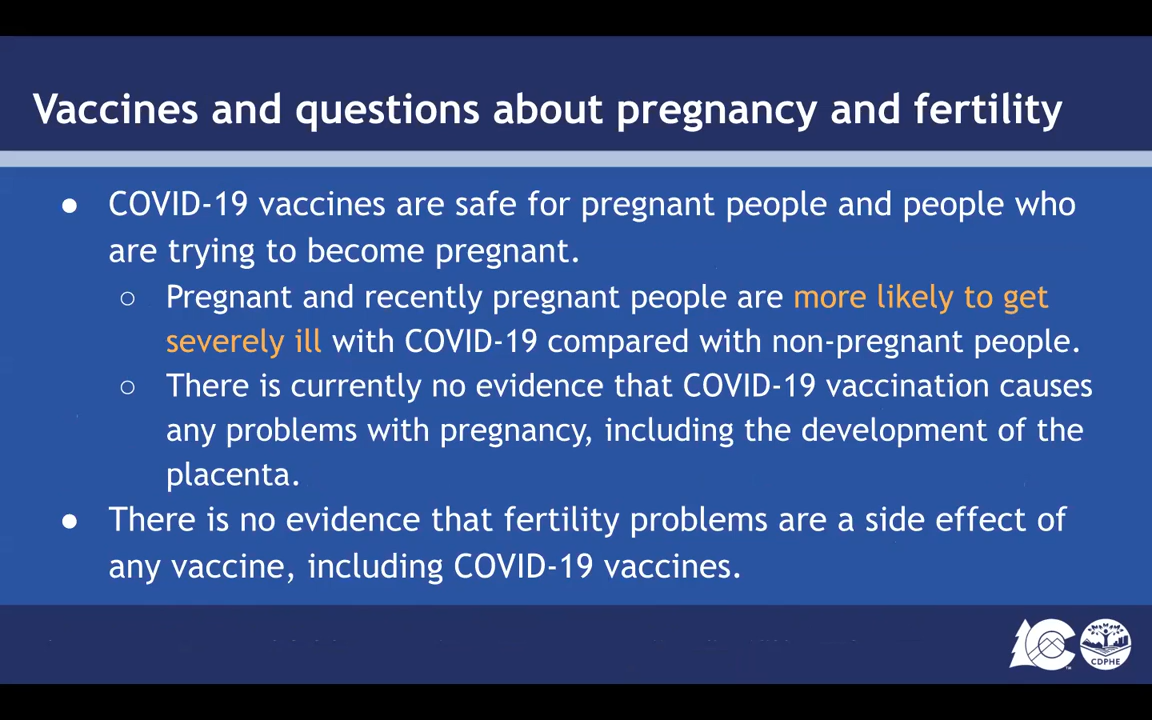 Vaccines and questions about pregnancy and fertility
● COVID-19 vaccines are safe for pregnant people and people who
are trying to become pregnant.
○ Pregnant and recently pregnant people are more likely to get
severely ill with COVID-19 compared with non-pregnant people.
○ There is currently no evidence that COVID-19 vaccination causes
any problems with pregnancy, including the development of the
placenta.
● There is no evidence that fertility problems are a side effect of
any vaccine, including COVID-19 vaccines.
C
CDPHE